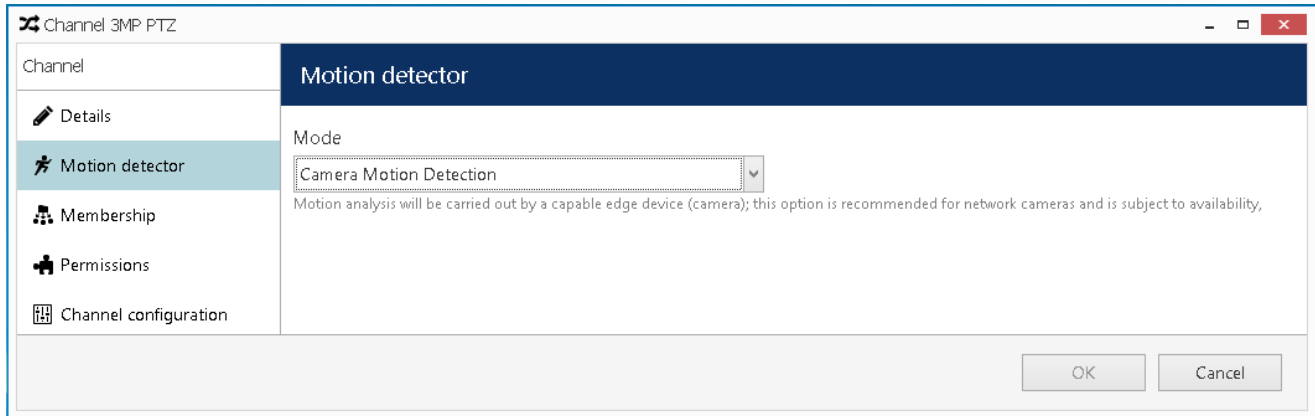 Channel 3MP PTZ
Channel
Details
Motion detector
Membership
Permissions
Channel configuration
Motion detector
Mode
Camera Motion Detection
Motion analysis will be carried out by a capable edge device (camera); this option is recommended for network cameras and is subject to availability,
OK
Cancel